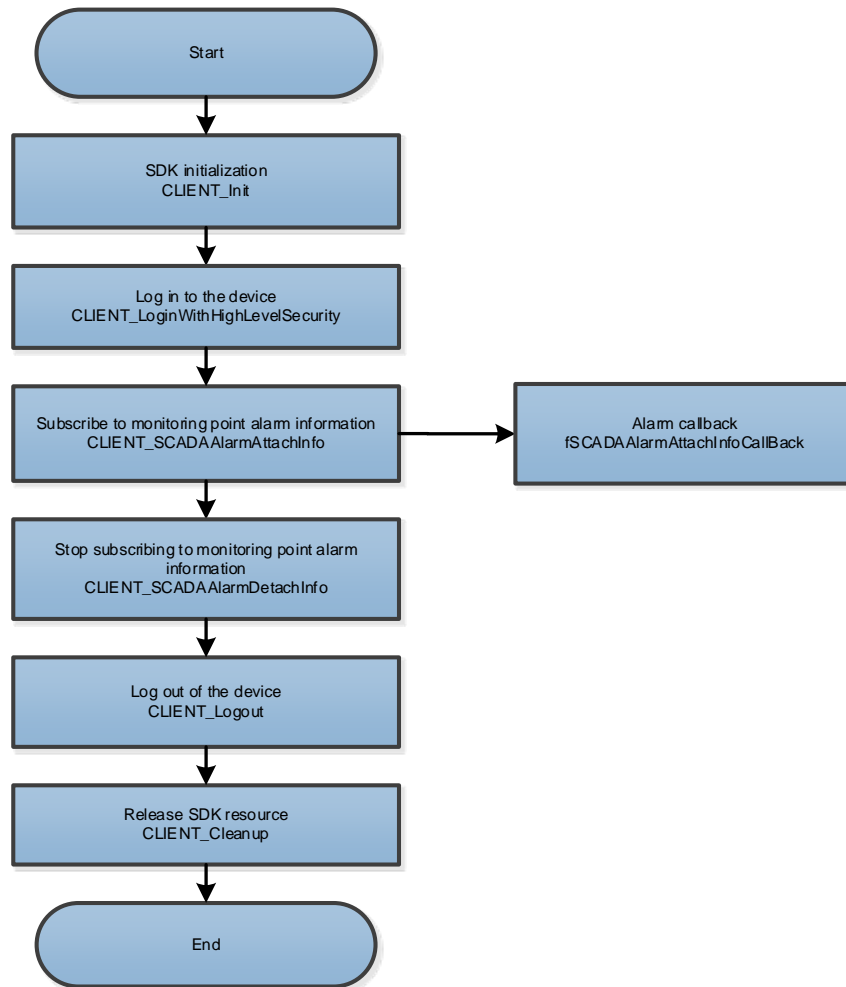 Start
SDK initialization
CLIENT_Init
Log in to the device
CLIENT_LoginWithHighLevelSecurity
Subscribe to monitoring point alarm information
CLIENT_SCADAAlarmAttachInfo
Alarm callback
fSCADAAlarmAttachInfoCallBack
Stop subscribing to monitoring point alarm
information
CLIENT_SCADAAlarmDetachInfo
Log out of the device
CLIENT_Logout
Release SDK resource
CLIENT_Cleanup
End